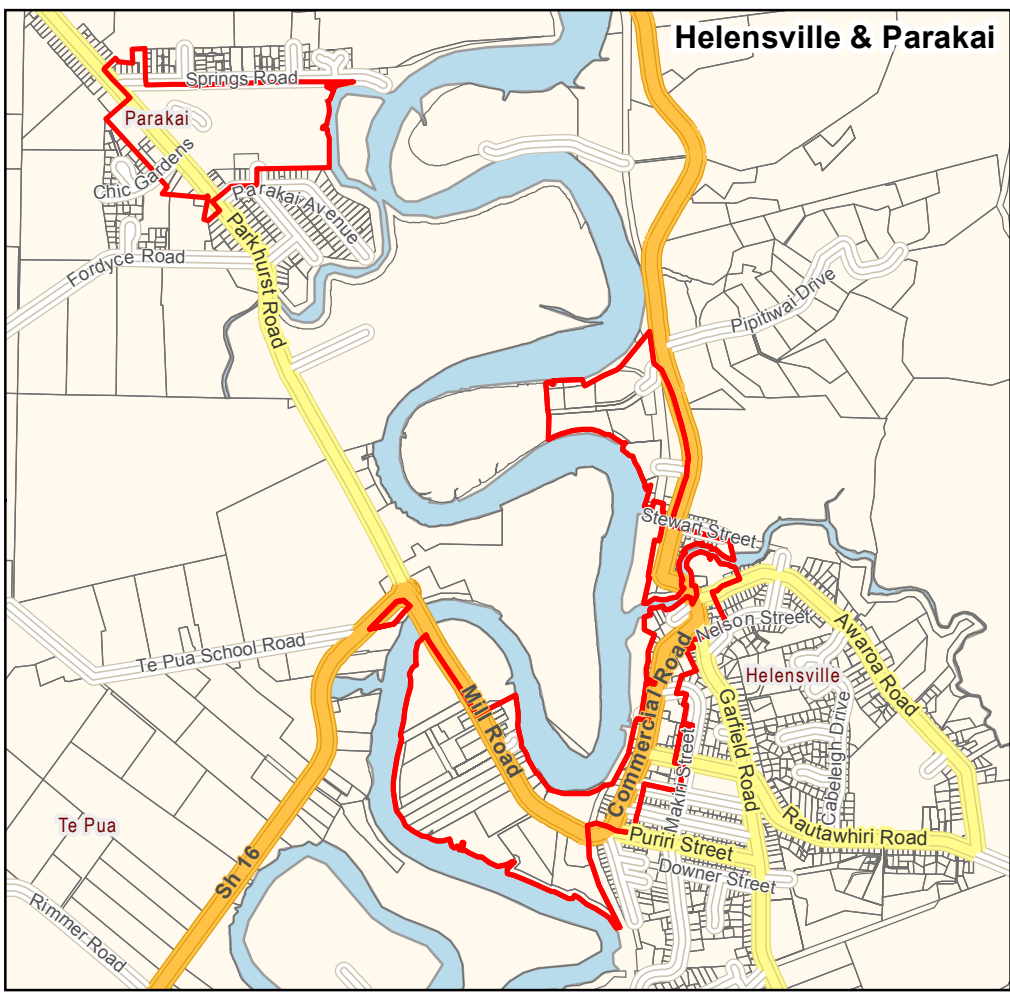 Helensville & Parakai
Springs Road
Parakai
Chic Gardens
Parakai Avenue
Fordyce Road
Parkhurst Road
Pipitiwai Drive
Stewart Street
Nelson Street
Awaroa Road
Te Pua School Road
Helensville
Mill Road
Commercial Road
Garfield Road
Makiri Street
Cabeleigh Drive
Te Pua
Rautawhiri Road
Puriri Street
Sh 16
Downer Street
Rimmer Road